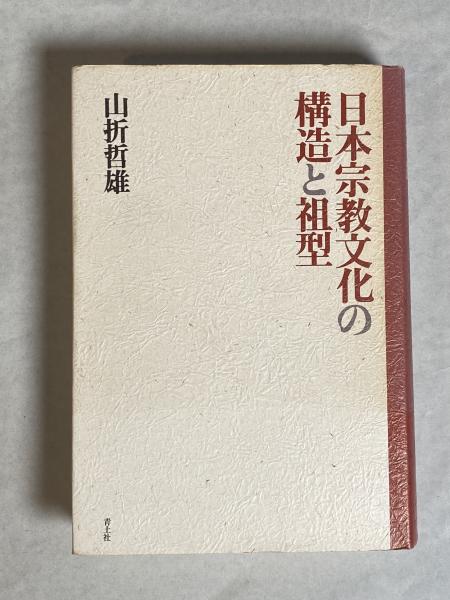 日本宗教文化の
構造と祖型
山折哲雄
青土社